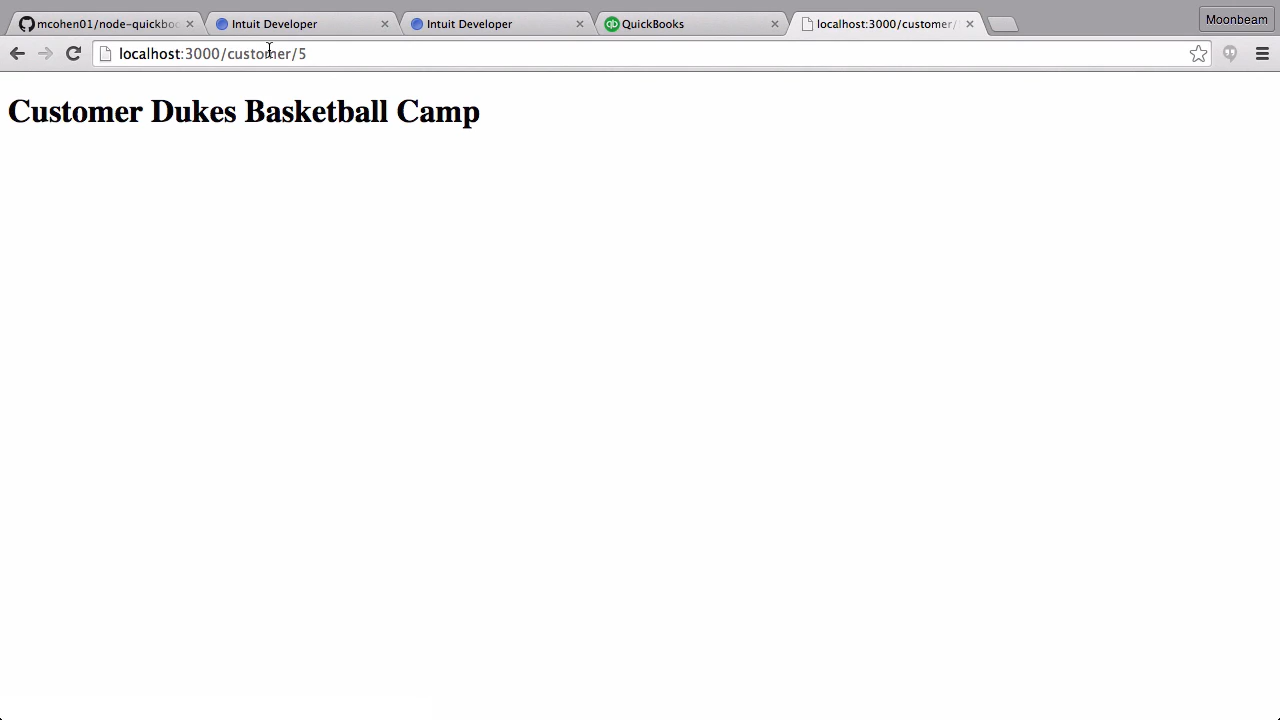 mcohen01/node-quickboo
Intuit Developer
Intuit Developer
QuickBooks
localhost:3000/customer/
Moonbeam
localhost:3000/customer/5
Customer Dukes Basketball Camp